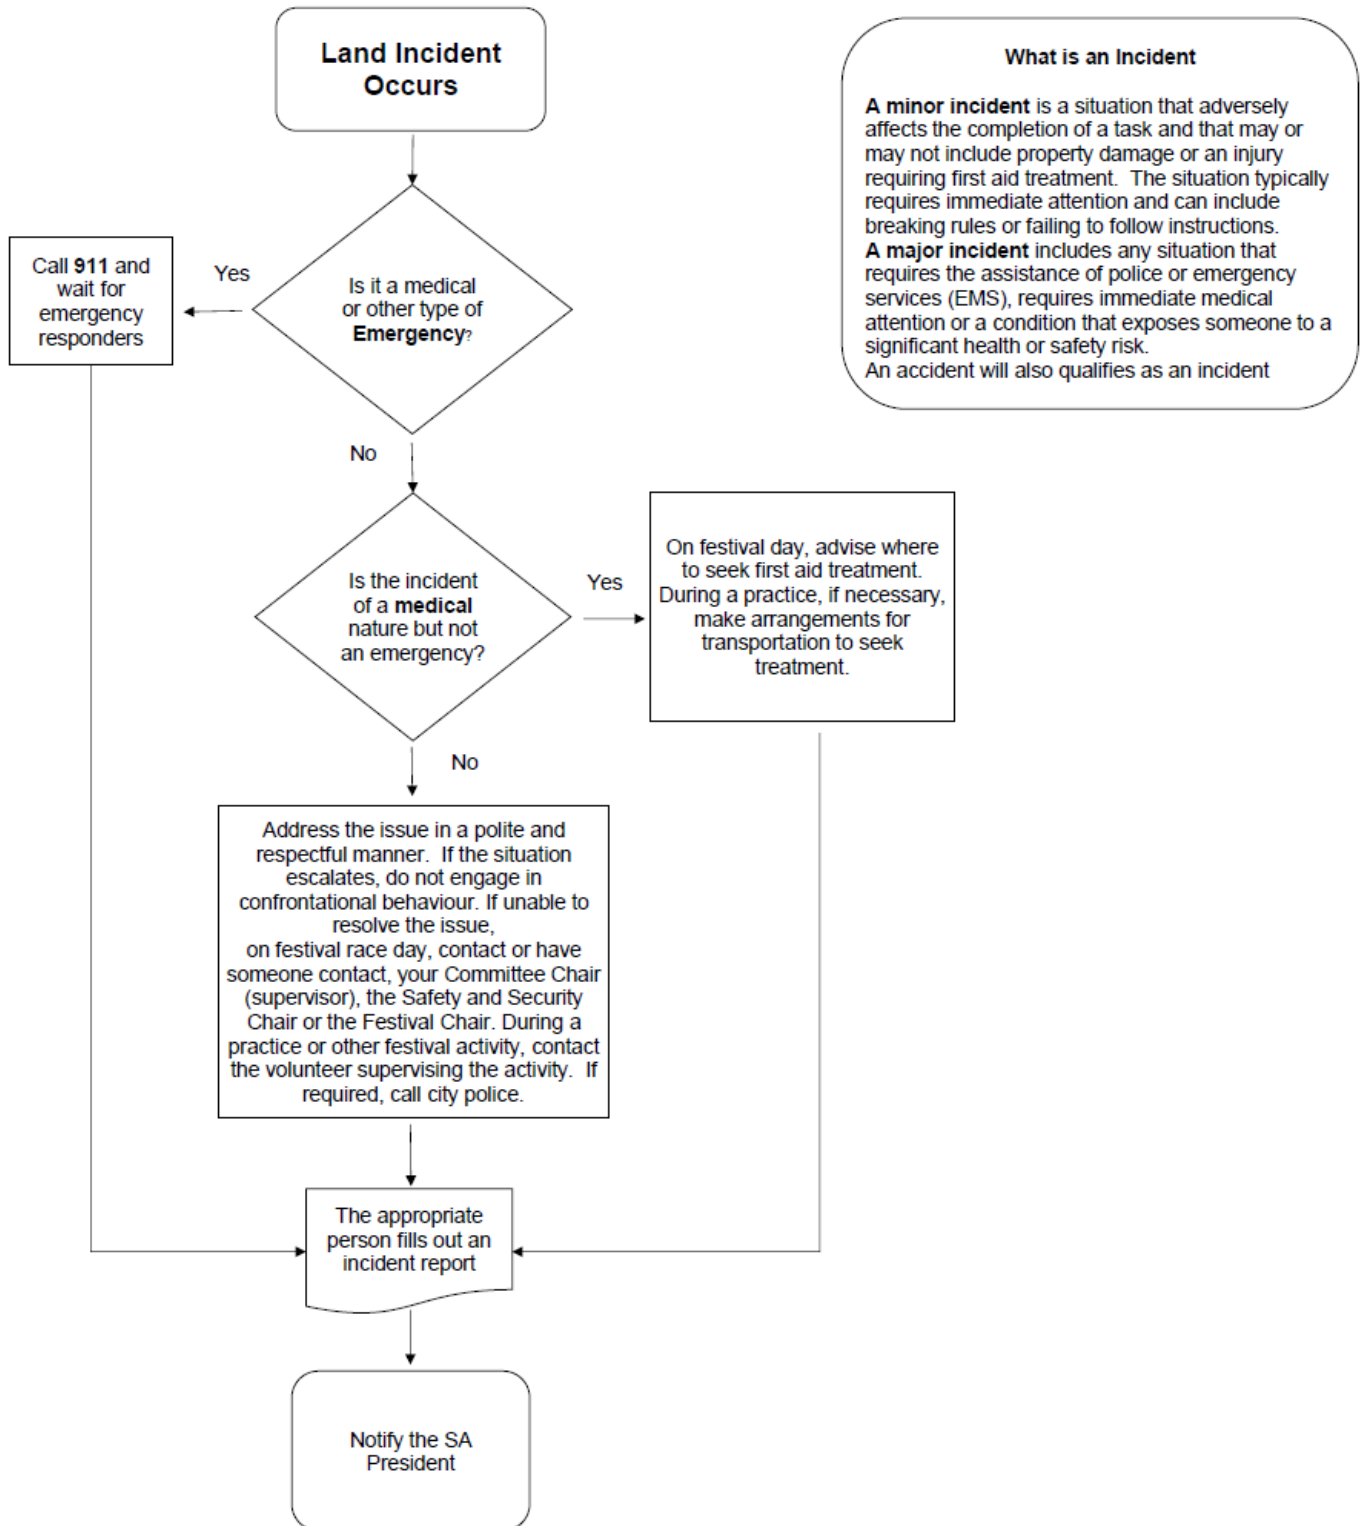 Land Incident
Occurs
What is an Incident
A minor incident is a situation that adversely
affects the completion of a task and that may or
may not include property damage or an injury
requiring first aid treatment.  The situation typically
requires immediate attention and can include
breaking rules or failing to follow instructions.
A major incident includes any situation that
requires the assistance of police or emergency
services (EMS), requires immediate medical
attention or a condition that exposes someone to a
significant health or safety risk.
An accident will also qualifies as an incident
Is it a medical
or other type of
Emergency?
Yes
Call 911 and
wait for
emergency
responders
No
Is the incident
of a medical
nature but not
an emergency?
Yes
On festival day, advise where
to seek first aid treatment.
During a practice, if necessary,
make arrangements for
transportation to seek
treatment.
No
Address the issue in a polite and
respectful manner.  If the situation
escalates, do not engage in
confrontational behaviour. If unable to
resolve the issue,
on festival race day, contact or have
someone contact, your Committee Chair
(supervisor), the Safety and Security
Chair or the Festival Chair. During a
practice or other festival activity, contact
the volunteer supervising the activity.  If
required, call city police.
The appropriate
person fills out an
incident report
Notify the SA
President